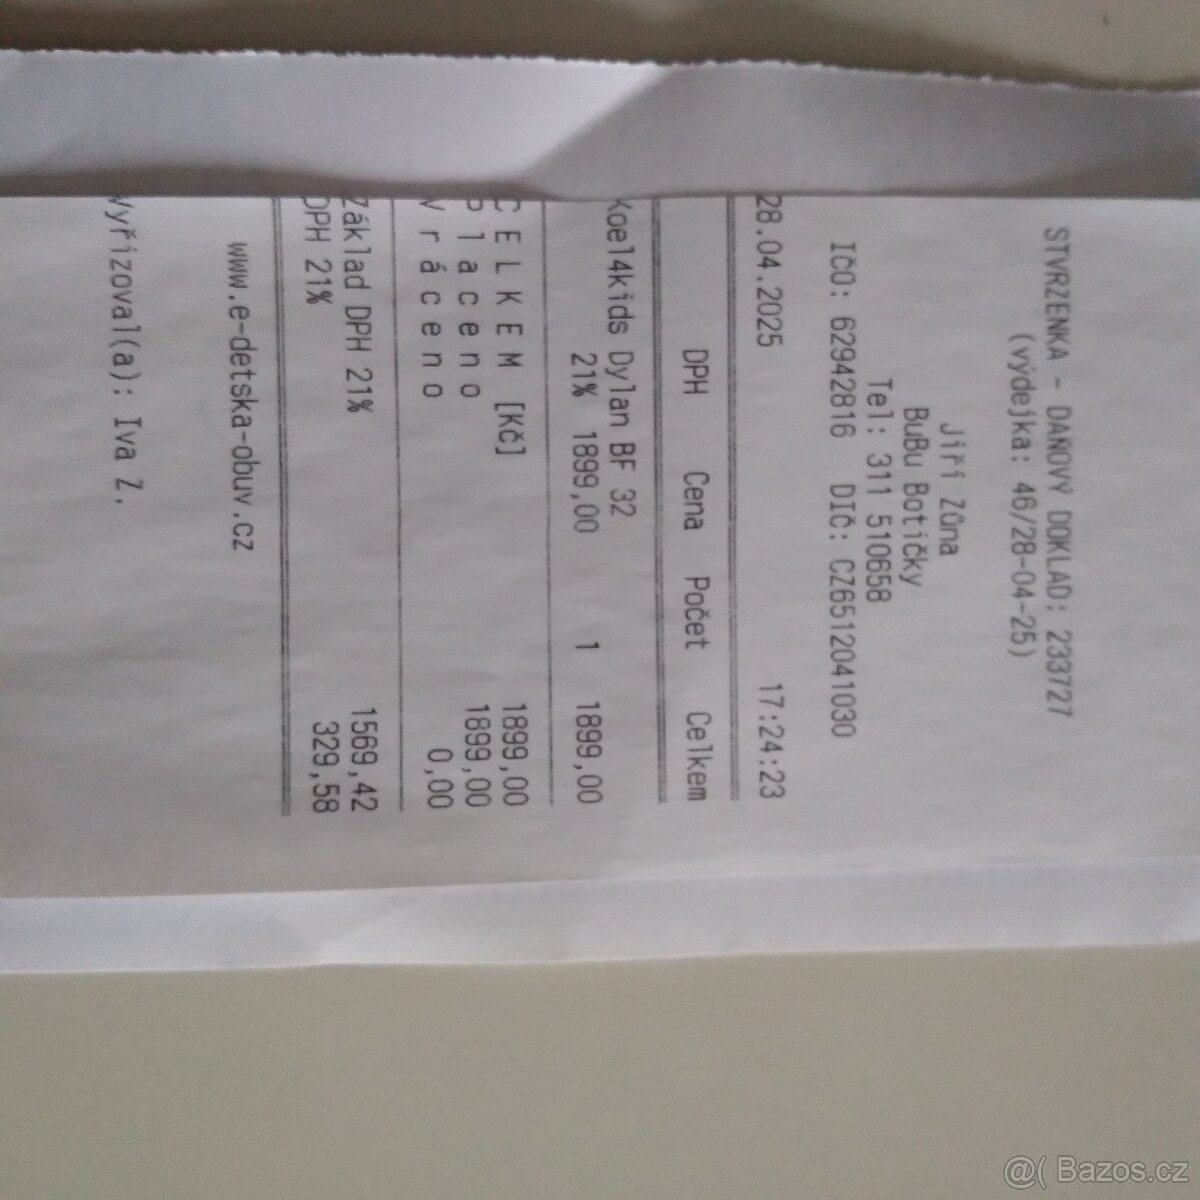 STVRZENKA - DAŇOVÝ DOKLAD: 233727
(výdejka: 46/28-04-25)
Jiří Zůna
BuBu Botičky
Tel: 311 510658
IČO: 62942816 DIČ: CZ6512041030
28.04.2025 17:24:23
DPH Cena Počet Celkem
Koel4kids Dylan BF 32
21% 1899,00 1 1899,00
C E L K E M [Kč] 1899,00
P l a c e n o 1899,00
V r á c e n o 0,00
Základ DPH 21% 1569,42
DPH 21% 329,58
www.e-detska-obuv.cz
Vyřizoval(a): Iva Z.
@( Bazos.cz